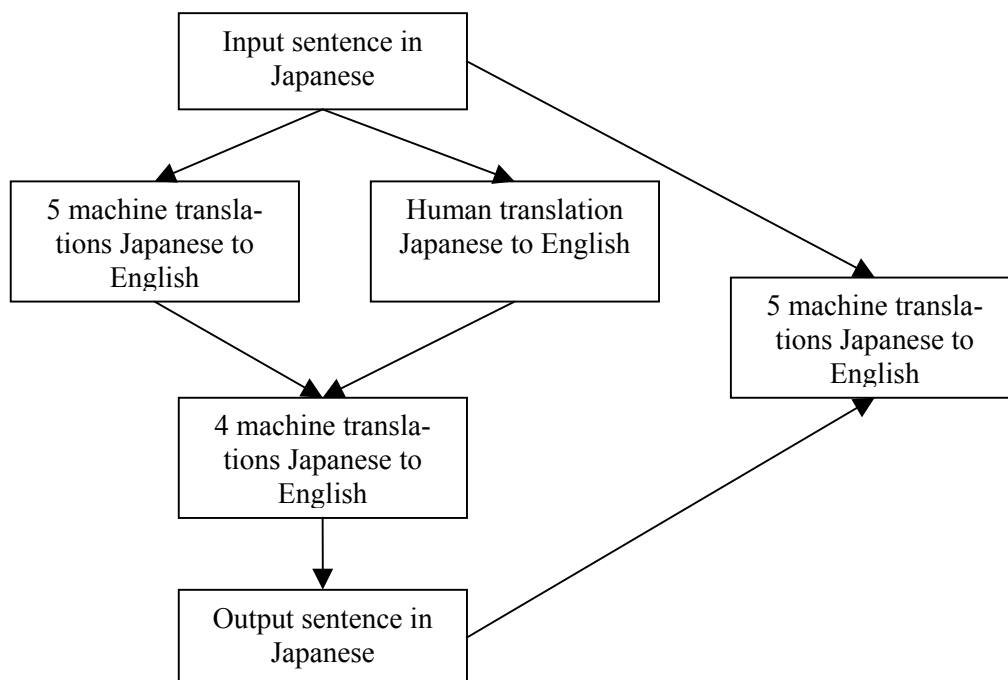 Input sentence in
Japanese
5 machine transla-
tions Japanese to
English
Human translation
Japanese to English
5 machine transla-
tions Japanese to
English
4 machine transla-
tions Japanese to
English
Output sentence in
Japanese